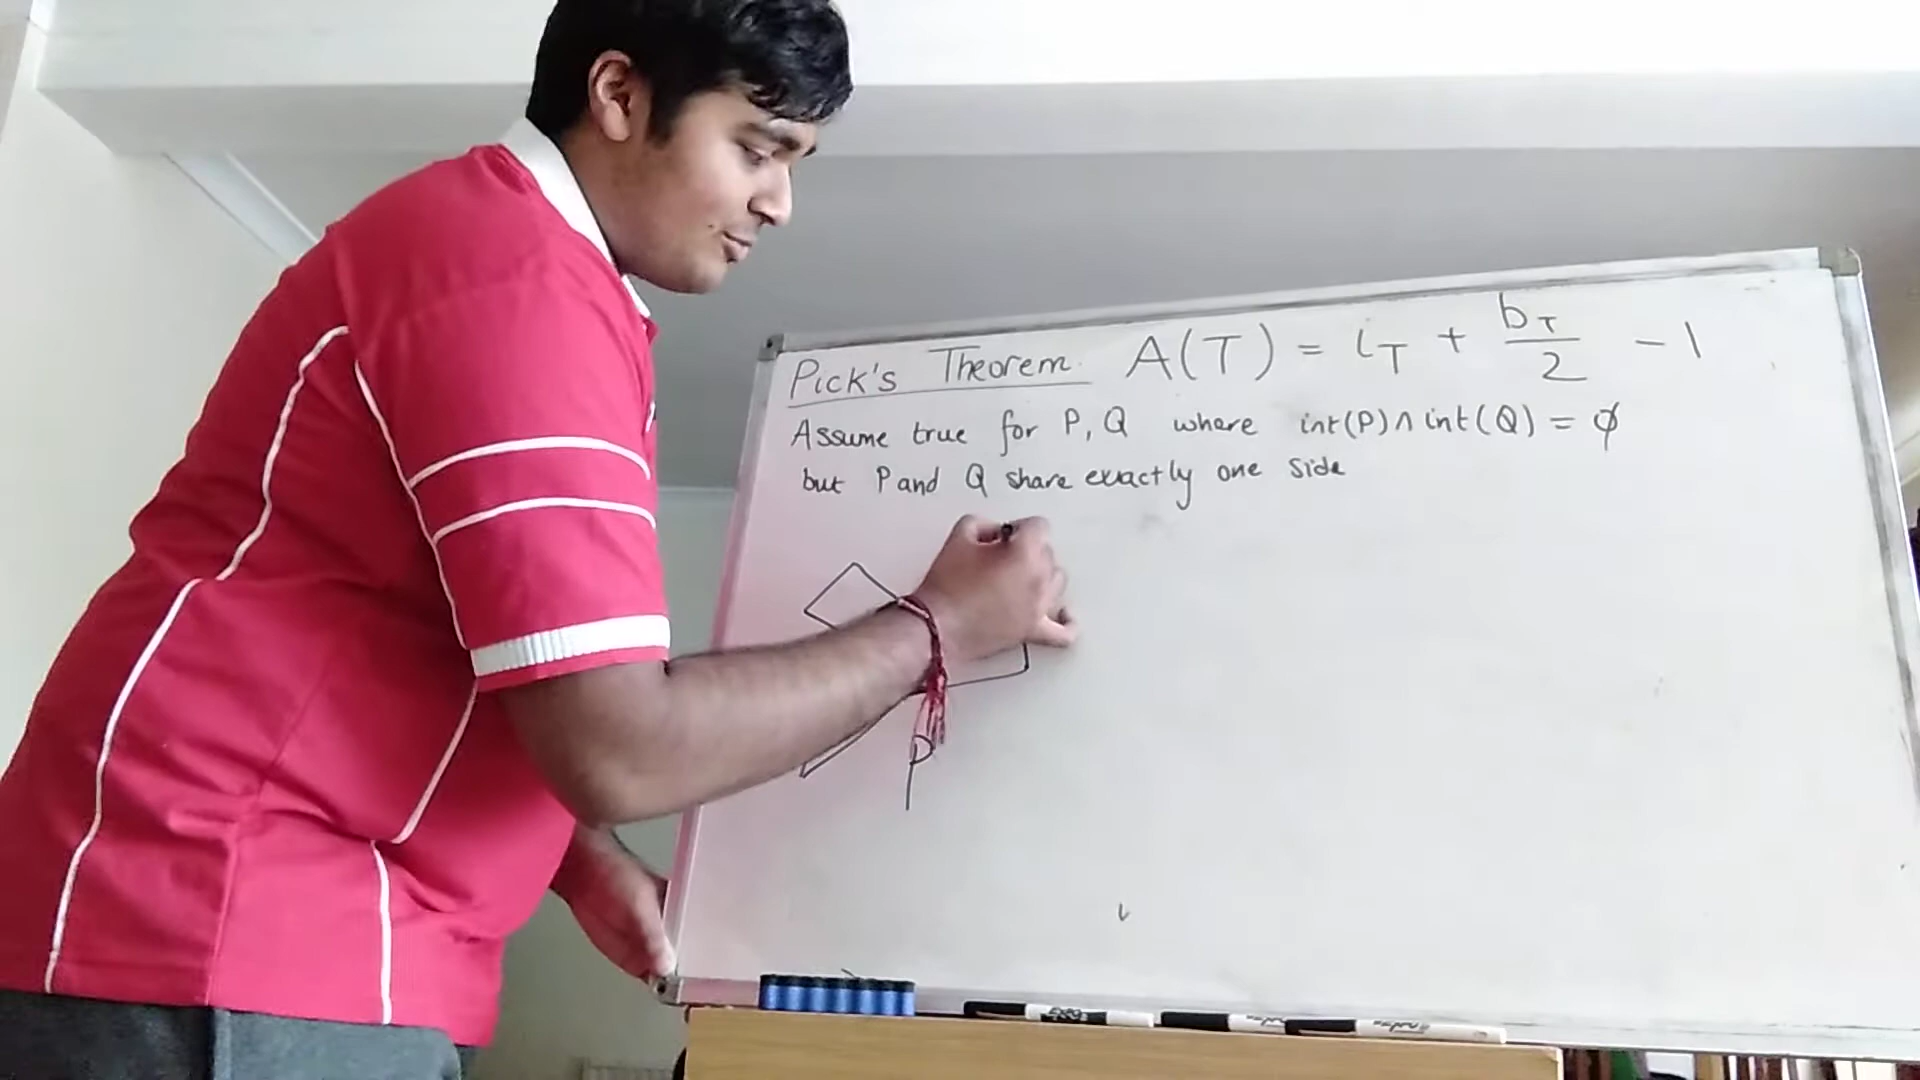 Pick's Theorem. A(T) = i_T + b_T/2 - 1
Assume true for P, Q where int(P) ∩ int(Q) = ∅
but P and Q share exactly one side
P